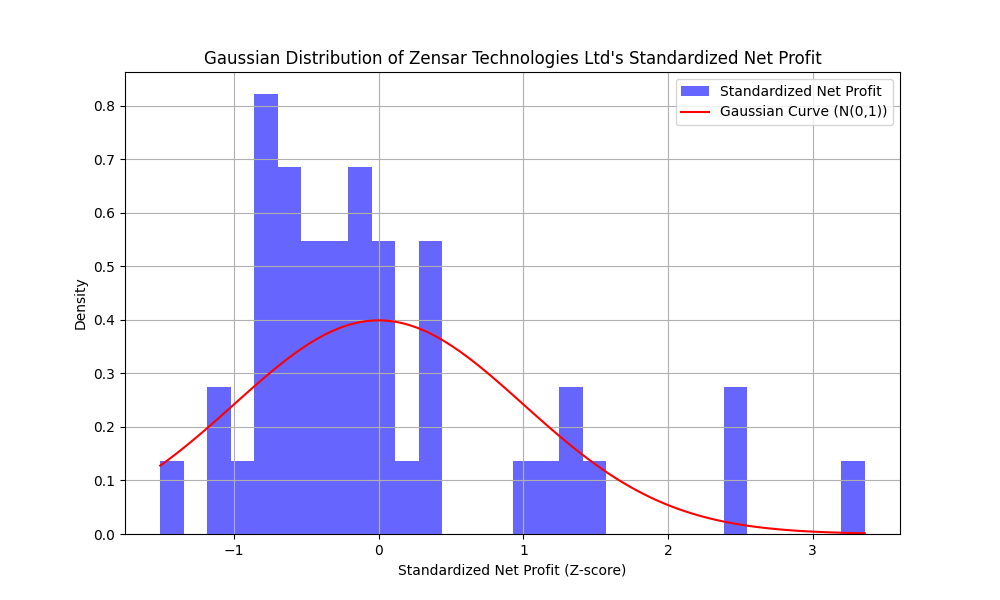 Gaussian Distribution of Zensar Technologies Ltd's Standardized Net Profit
Standardized Net Profit
Gaussian Curve (N(0,1))
Density
0.8
0.7
0.6
0.5
0.4
0.3
0.2
0.1
0.0
−1 0 1 2 3
Standardized Net Profit (Z-score)